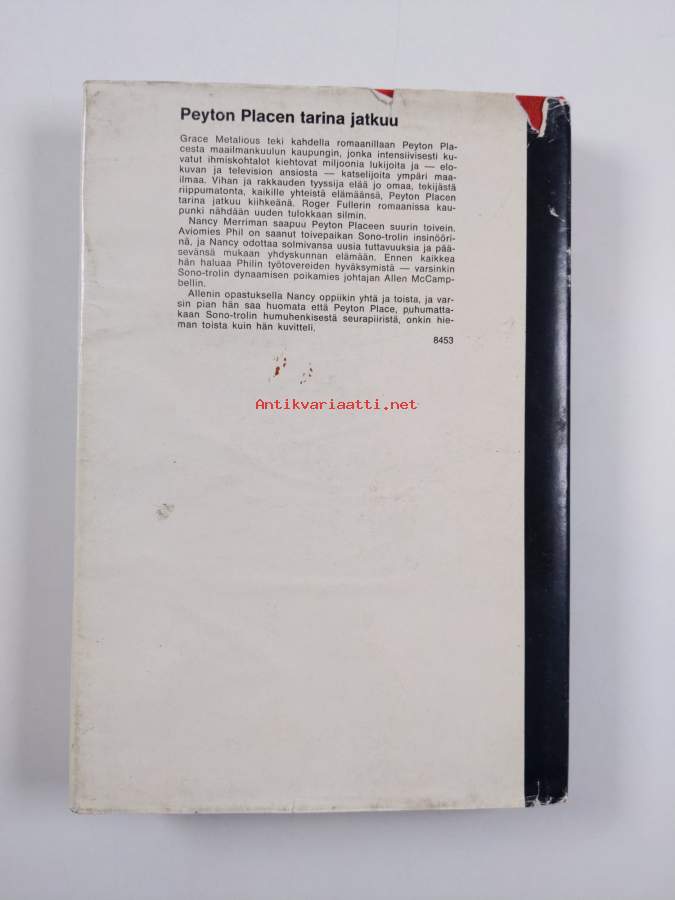 Peyton Placen tarina jatkuu
Grace Metalious teki kahdella romaanillaan Peyton Pla-
cesta maailmankuulun kaupungin, jonka intensiivisesti ku-
vatut ihmiskohtalot kiehtovat miljoonia lukijoita ja — elo-
kuvan ja television ansiosta — katselijoita ympäri maa-
ilmaa. Vihan ja rakkauden tyyssija elää jo omaa, tekijästä
riippumatonta, kaikille yhteistä elämäänsä, Peyton Placen
tarina jatkuu kiihkeänä. Roger Fullerin romaanissa kau-
punki nähdään uuden tulokkaan silmin.
Nancy Merriman saapuu Peyton Placeen suurin toivein.
Aviomies Phil on saanut toivepaikan Sono-trolin insinööri-
nä, ja Nancy odottaa solmivansa uusia tuttavuuksia ja pää-
sevänsä mukaan yhdyskunnan elämään. Ennen kaikkea
hän haluaa Philin työtovereiden hyväksymistä — varsinkin
Sono-trolin dynaamisen poikamies johtajan Allen McCamp-
bellin.
Allenin opastuksella Nancy oppiikin yhtä ja toista, ja var-
sin pian hän saa huomata että Peyton Place, puhumatta-
kaan Sono-trolin humuhenkisestä seurapiiristä, onkin hie-
man toista kuin hän kuvitteli.
8453
Antikvariaatti.net